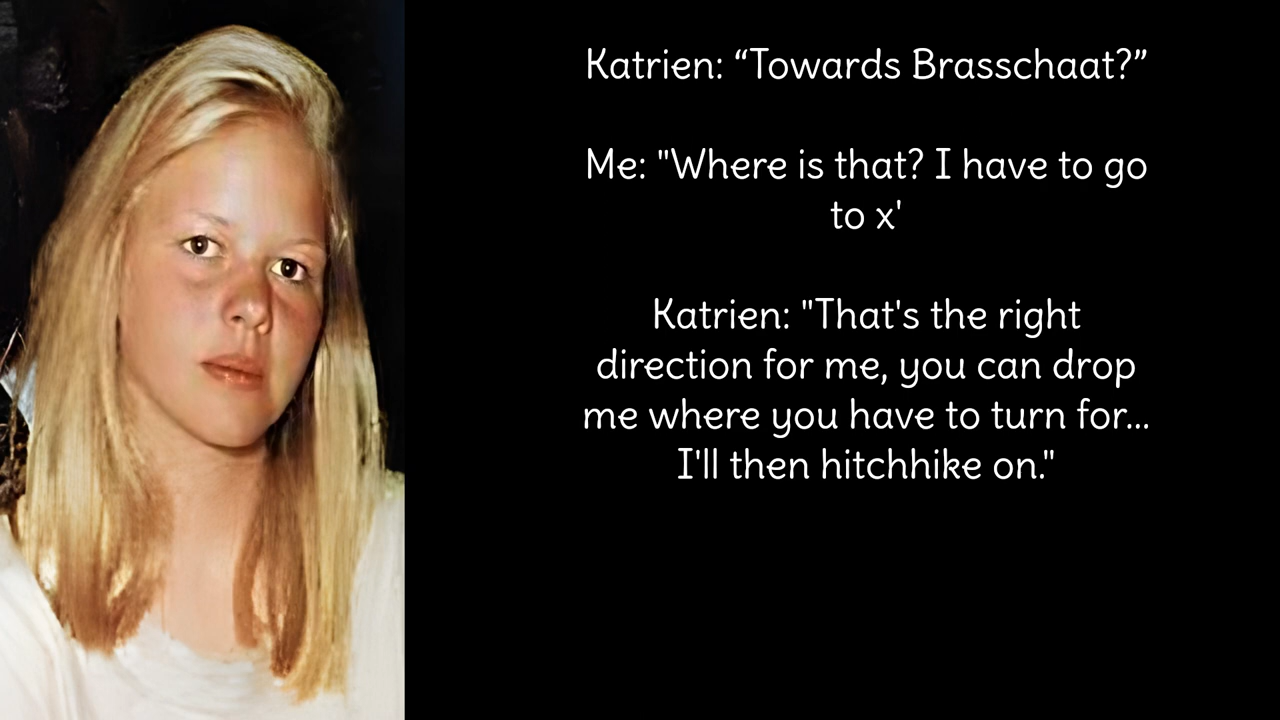 Katrien: “Towards Brasschaat?”
Me: "Where is that? I have to go
to x'
Katrien: "That's the right
direction for me, you can drop
me where you have to turn for...
I'll then hitchhike on."